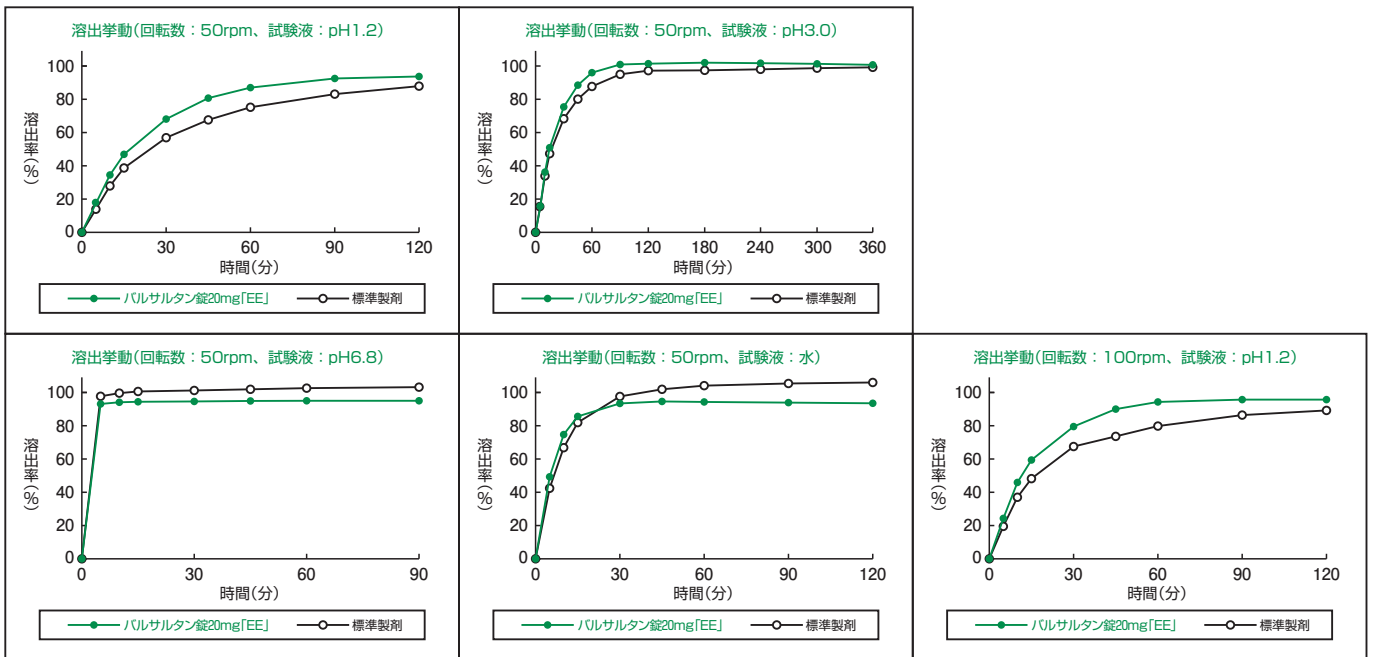 溶出挙動(回転数：50rpm、試験液：pH1.2)
100
80
60
40
20
0
溶出率(%)
0 30 60 90 120
時間(分)
バルサルタン錠20mg「EE」 標準製剤
溶出挙動(回転数：50rpm、試験液：pH3.0)
100
80
60
40
20
0
溶出率(%)
0 60 120 180 240 300 360
時間(分)
バルサルタン錠20mg「EE」 標準製剤
溶出挙動(回転数：50rpm、試験液：pH6.8)
100
80
60
40
20
0
溶出率(%)
0 30 60 90
時間(分)
バルサルタン錠20mg「EE」 標準製剤
溶出挙動(回転数：50rpm、試験液：水)
100
80
60
40
20
0
溶出率(%)
0 30 60 90 120
時間(分)
バルサルタン錠20mg「EE」 標準製剤
溶出挙動(回転数：100rpm、試験液：pH1.2)
100
80
60
40
20
0
溶出率(%)
0 30 60 90 120
時間(分)
バルサルタン錠20mg「EE」 標準製剤